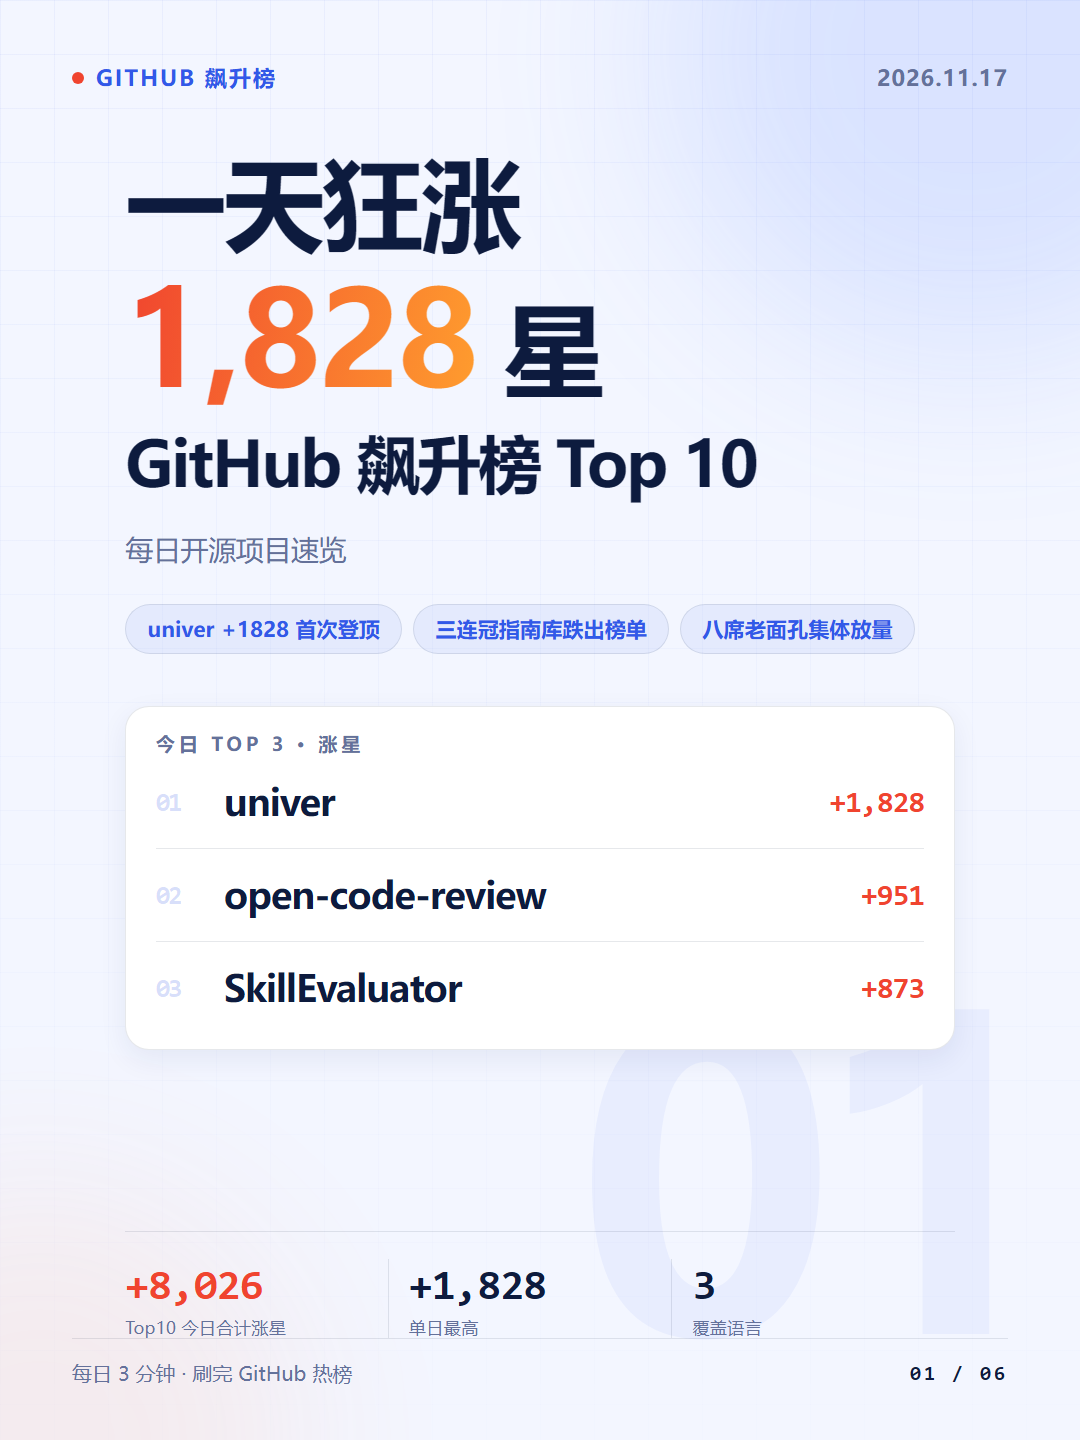 GITHUB 飙升榜
2026.11.17
一天狂涨
1,828 星
GitHub 飙升榜 Top 10
每日开源项目速览
univer +1828 首次登顶
三连冠指南库跌出榜单
八席老面孔集体放量
今日 TOP 3 · 涨星
01 univer +1,828
02 open-code-review +951
03 SkillEvaluator +873
01
+8,026
Top10 今日合计涨星
+1,828
单日最高
3
覆盖语言
每日 3 分钟 · 刷完 GitHub 热榜
01 / 06